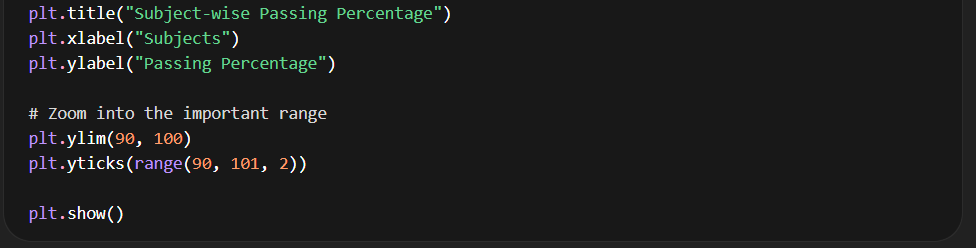 plt.title("Subject-wise Passing Percentage")
plt.xlabel("Subjects")
plt.ylabel("Passing Percentage")
# Zoom into the important range
plt.ylim(90, 100)
plt.yticks(range(90, 101, 2))
plt.show()